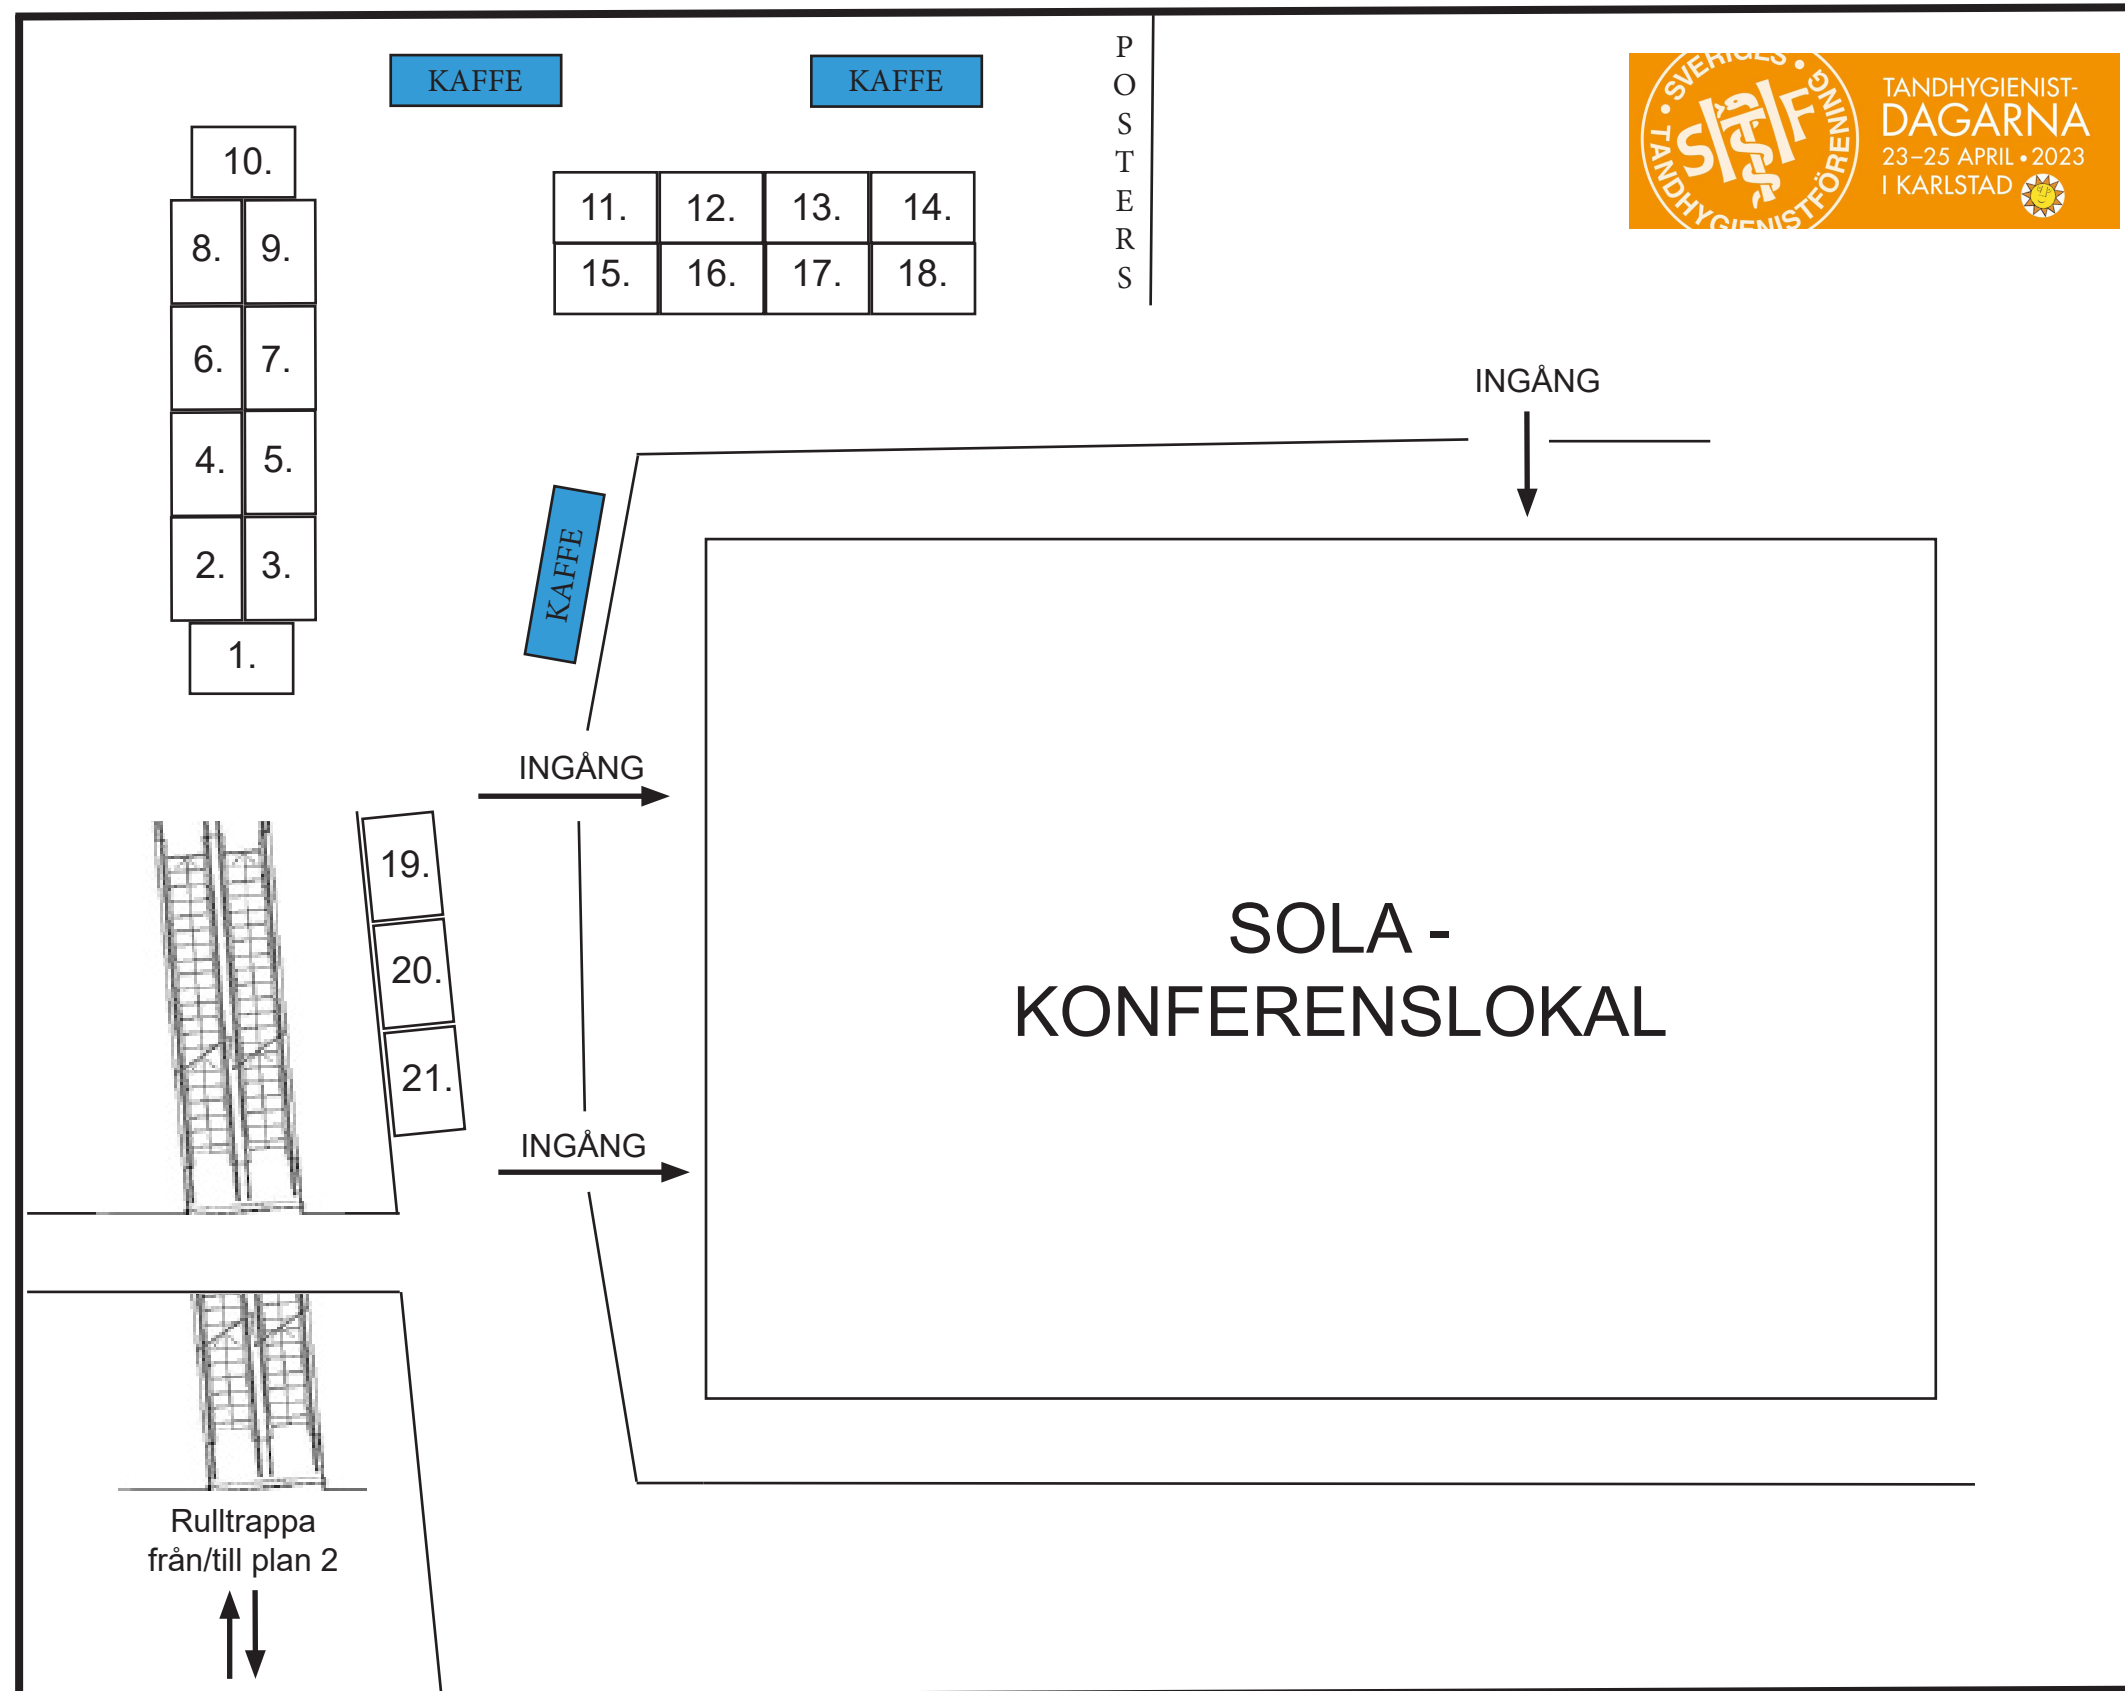 KAFFE
KAFFE
POSTERS
• SVERIGES •
TANDHYGIENISTFÖRENING
STF
TANDHYGIENIST-
DAGARNA
23–25 APRIL • 2023
I KARLSTAD
10.
8. 9.
6. 7.
4. 5.
2. 3.
1.
11. 12. 13. 14.
15. 16. 17. 18.
INGÅNG
KAFFE
INGÅNG
19.
20.
21.
INGÅNG
SOLA -
KONFERENSLOKAL
Rulltrappa
från/till plan 2